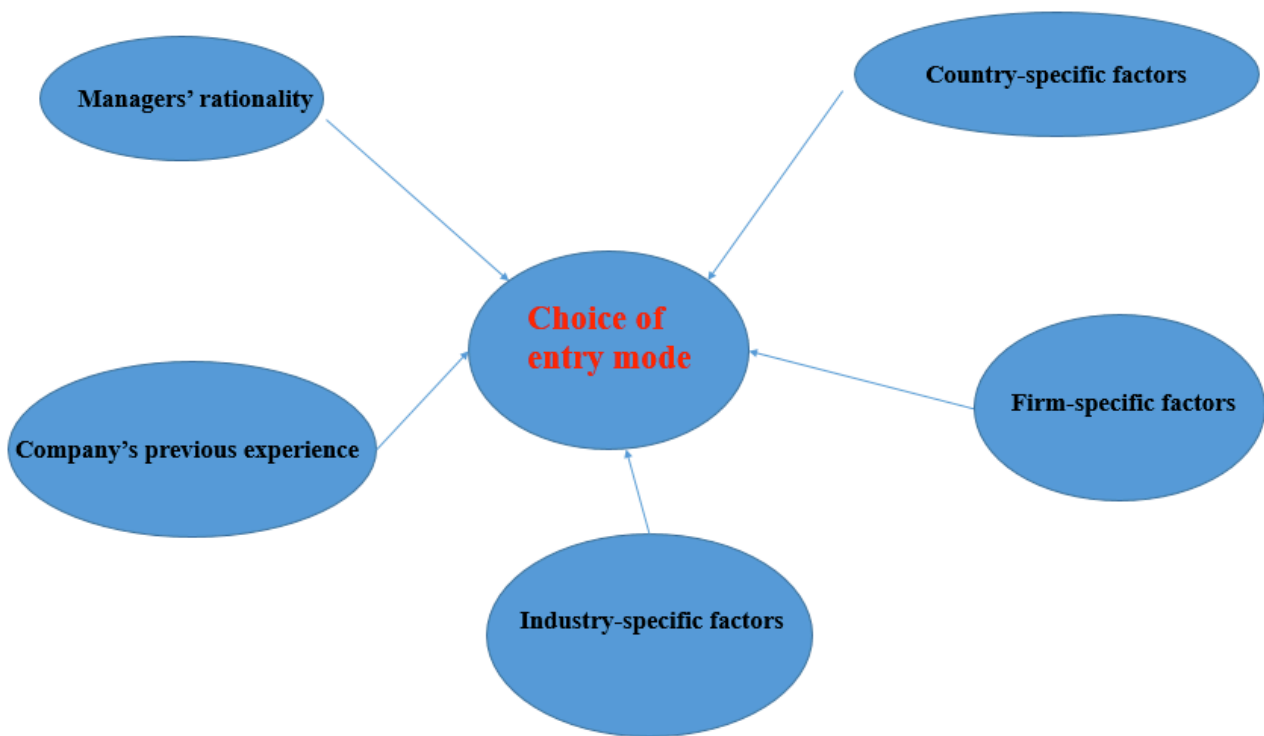 Managers’ rationality
Country-specific factors
Choice of
entry mode
Firm-specific factors
Company’s previous experience
Industry-specific factors